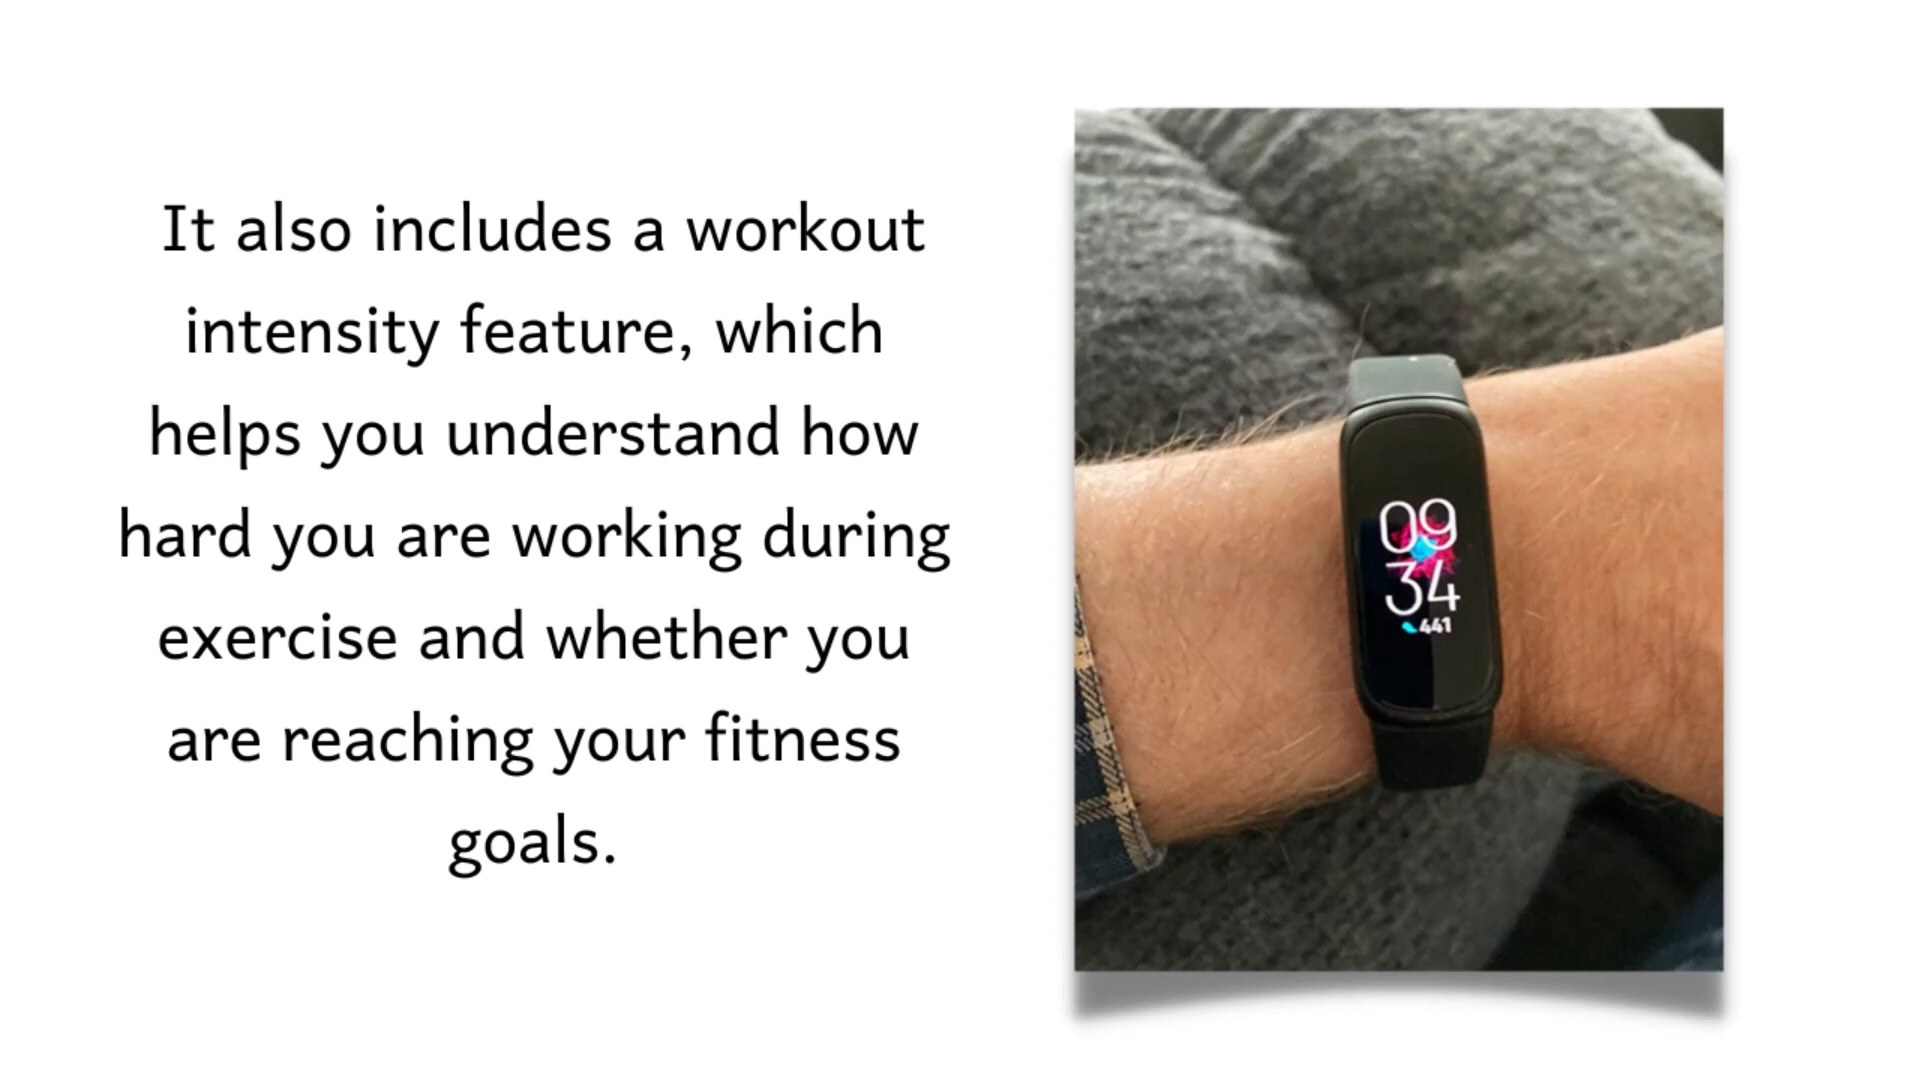 It also includes a workout
intensity feature, which
helps you understand how
hard you are working during
exercise and whether you
are reaching your fitness
goals.
09
34
441